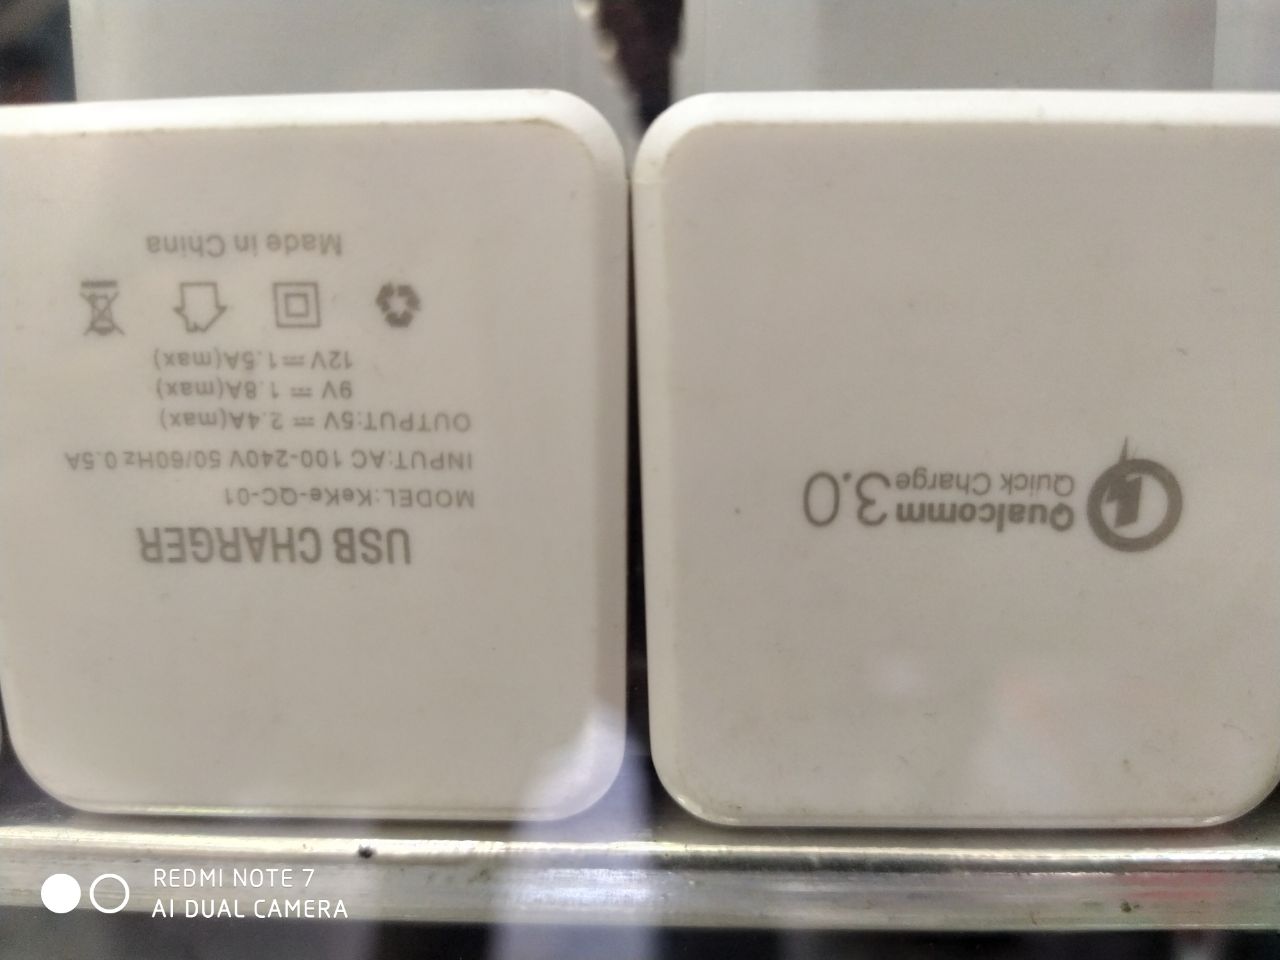 USB CHARGER
MODEL:KeKe-QC-01
INPUT:AC 100-240V 50/60Hz 0.5A
OUTPUT:5V ⎓ 2.4A(max)
9V ⎓ 1.8A(max)
12V ⎓ 1.5A(max)
Made in China
Qualcomm
Quick Charge 3.0
REDMI NOTE 7
AI DUAL CAMERA